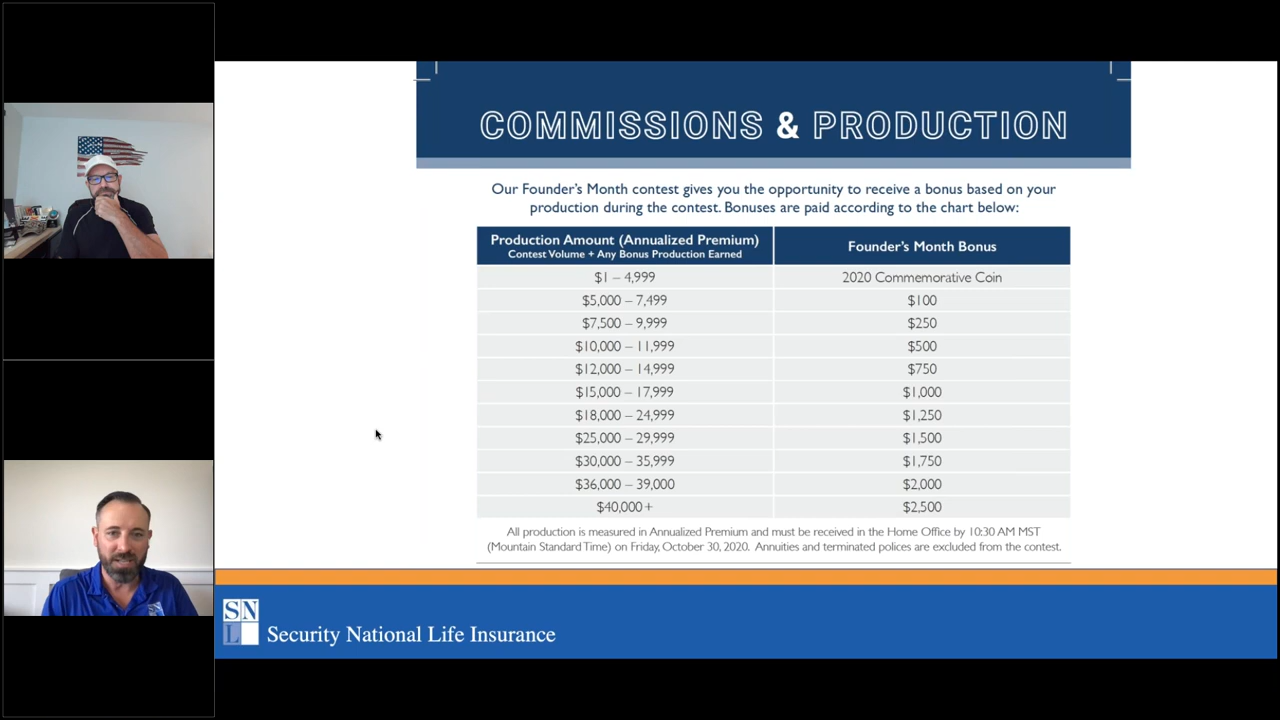 COMMISSIONS & PRODUCTION
Our Founder's Month contest gives you the opportunity to receive a bonus based on your
production during the contest. Bonuses are paid according to the chart below:
Production Amount (Annualized Premium) Founder's Month Bonus
Contest Volume + Any Bonus Production Earned
$1 – 4,999 2020 Commemorative Coin
$5,000 – 7,499 $100
$7,500 – 9,999 $250
$10,000 – 11,999 $500
$12,000 – 14,999 $750
$15,000 – 17,999 $1,000
$18,000 – 24,999 $1,250
$25,000 – 29,999 $1,500
$30,000 – 35,999 $1,750
$36,000 – 39,000 $2,000
$40,000+ $2,500
All production is measured in Annualized Premium and must be received in the Home Office by 10:30 AM MST
(Mountain Standard Time) on Friday, October 30, 2020. Annuities and terminated polices are excluded from the contest.
SN
L
Security National Life Insurance